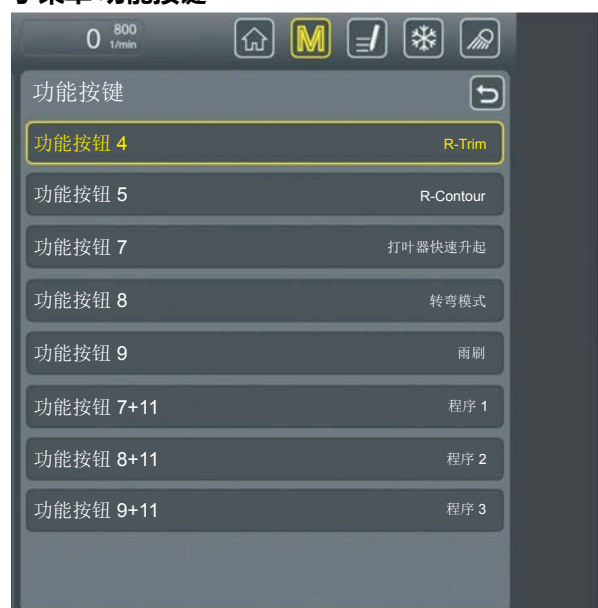 0 800
1/min
M
功能按键
功能按钮 4 R-Trim
功能按钮 5 R-Contour
功能按钮 7 打叶器快速升起
功能按钮 8 转弯模式
功能按钮 9 雨刷
功能按钮 7+11 程序 1
功能按钮 8+11 程序 2
功能按钮 9+11 程序 3